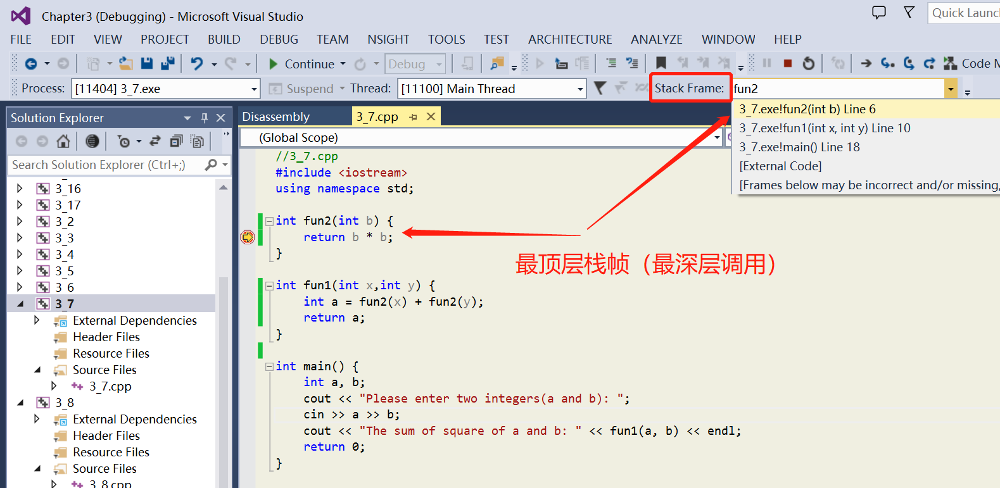 Chapter3 (Debugging) - Microsoft Visual Studio
Quick Launc
FILE EDIT VIEW PROJECT BUILD DEBUG TEAM NSIGHT TOOLS TEST ARCHITECTURE ANALYZE WINDOW HELP
Continue Debug Code M
Process: [11404] 3_7.exe Suspend Thread: [11100] Main Thread Stack Frame: fun2
3_7.exe!fun2(int b) Line 6
3_7.exe!fun1(int x, int y) Line 10
3_7.exe!main() Line 18
[External Code]
[Frames below may be incorrect and/or missing,
Solution Explorer
Search Solution Explorer (Ctrl+;)
3_16
3_17
3_2
3_3
3_4
3_5
3_6
3_7
External Dependencies
Header Files
Resource Files
Source Files
3_7.cpp
3_8
External Dependencies
Header Files
Resource Files
Source Files
3_8.cpp
Disassembly 3_7.cpp
(Global Scope)
//3_7.cpp
#include <iostream>
using namespace std;
int fun2(int b) {
return b * b;
}
最顶层栈帧（最深层调用）
int fun1(int x,int y) {
int a = fun2(x) + fun2(y);
return a;
}
int main() {
int a, b;
cout << "Please enter two integers(a and b): ";
cin >> a >> b;
cout << "The sum of square of a and b: " << fun1(a, b) << endl;
return 0;
}